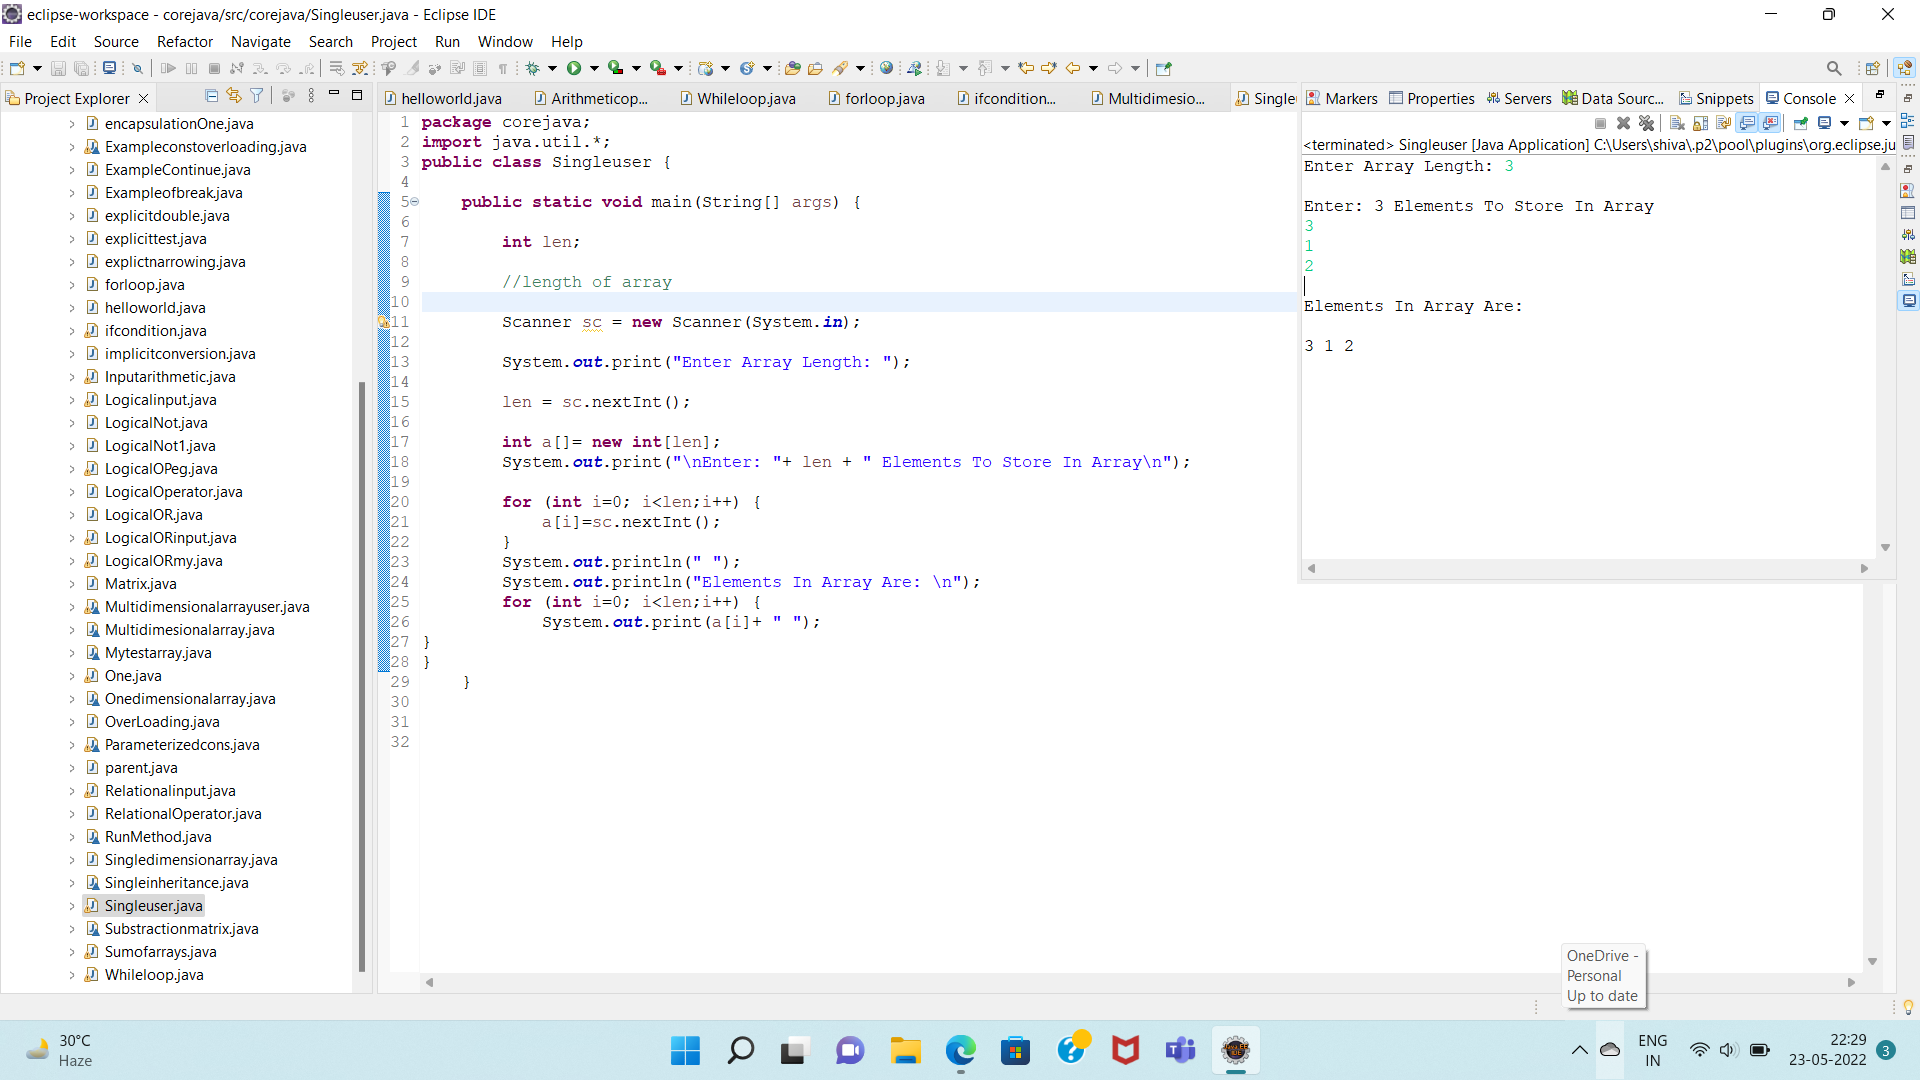 eclipse-workspace - corejava/src/corejava/Singleuser.java - Eclipse IDE
File Edit Source Refactor Navigate Search Project Run Window Help
Project Explorer
encapsulationOne.java
Exampleconstoverloading.java
ExampleContinue.java
Exampleofbreak.java
explicitdouble.java
explicittest.java
explictnarrowing.java
forloop.java
helloworld.java
ifcondition.java
implicitconversion.java
Inputarithmetic.java
Logicalinput.java
LogicalNot.java
LogicalNot1.java
LogicalOPeg.java
LogicalOperator.java
LogicalOR.java
LogicalORinput.java
LogicalORmy.java
Matrix.java
Multidimensionalarrayuser.java
Multidimesionalarray.java
Mytestarray.java
One.java
Onedimensionalarray.java
OverLoading.java
Parameterizedcons.java
parent.java
Relationalinput.java
RelationalOperator.java
RunMethod.java
Singledimensionarray.java
Singleinheritance.java
Singleuser.java
Substractionmatrix.java
Sumofarrays.java
Whileloop.java
helloworld.java Arithmeticop... Whileloop.java forloop.java ifcondition... Multidimesio... Single
1 package corejava;
2 import java.util.*;
3 public class Singleuser {
4
5 public static void main(String[] args) {
6
7 int len;
8
9 //length of array
10
11 Scanner sc = new Scanner(System.in);
12
13 System.out.print("Enter Array Length: ");
14
15 len = sc.nextInt();
16
17 int a[]= new int[len];
18 System.out.print("\nEnter: "+ len + " Elements To Store In Array\n");
19
20 for (int i=0; i<len;i++) {
21 a[i]=sc.nextInt();
22 }
23 System.out.println(" ");
24 System.out.println("Elements In Array Are: \n");
25 for (int i=0; i<len;i++) {
26 System.out.print(a[i]+ " ");
27 }
28 }
29 }
30
31
32
Markers Properties Servers Data Sourc... Snippets Console
<terminated> Singleuser [Java Application] C:\Users\shiva\.p2\pool\plugins\org.eclipse.ju
Enter Array Length: 3
Enter: 3 Elements To Store In Array
3
1
2
Elements In Array Are:
3 1 2
OneDrive -
Personal
Up to date
30°C
Haze
ENG
IN
22:29
23-05-2022
3